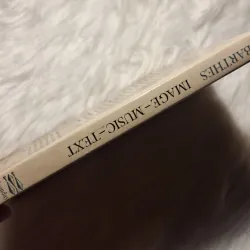 BARTHES IMAGE – MUSIC – TEXT